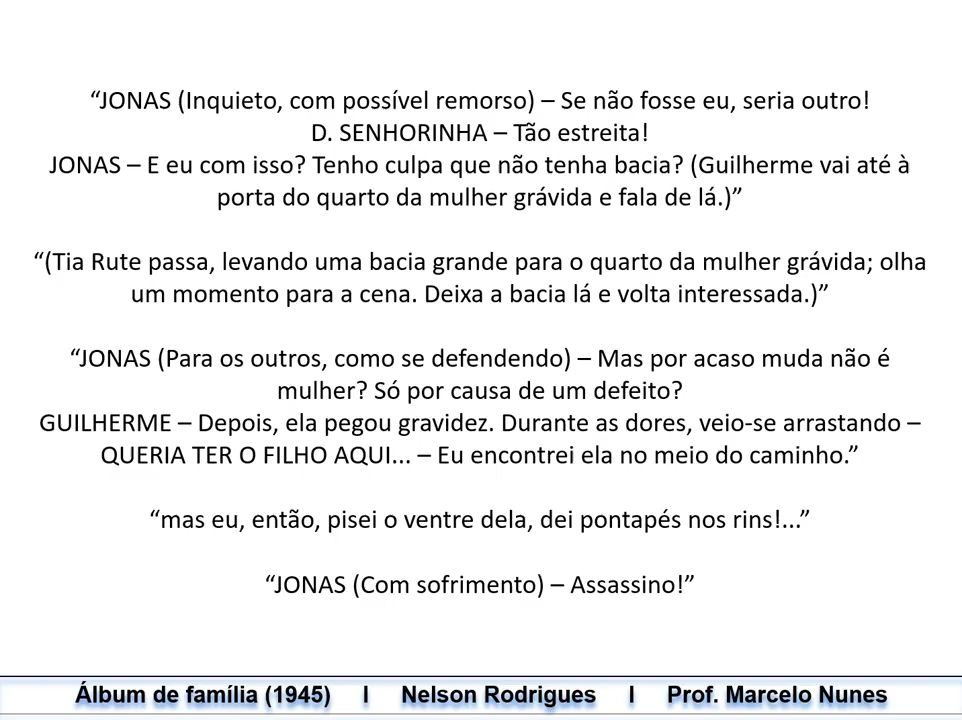 “JONAS (Inquieto, com possível remorso) – Se não fosse eu, seria outro!
D. SENHORINHA – Tão estreita!
JONAS – E eu com isso? Tenho culpa que não tenha bacia? (Guilherme vai até à
porta do quarto da mulher grávida e fala de lá.)”
“(Tia Rute passa, levando uma bacia grande para o quarto da mulher grávida; olha
um momento para a cena. Deixa a bacia lá e volta interessada.)”
“JONAS (Para os outros, como se defendendo) – Mas por acaso muda não é
mulher? Só por causa de um defeito?
GUILHERME – Depois, ela pegou gravidez. Durante as dores, veio-se arrastando –
QUERIA TER O FILHO AQUI... – Eu encontrei ela no meio do caminho.”
“mas eu, então, pisei o ventre dela, dei pontapés nos rins!...”
“JONAS (Com sofrimento) – Assassino!”
Álbum de família (1945) I Nelson Rodrigues I Prof. Marcelo Nunes